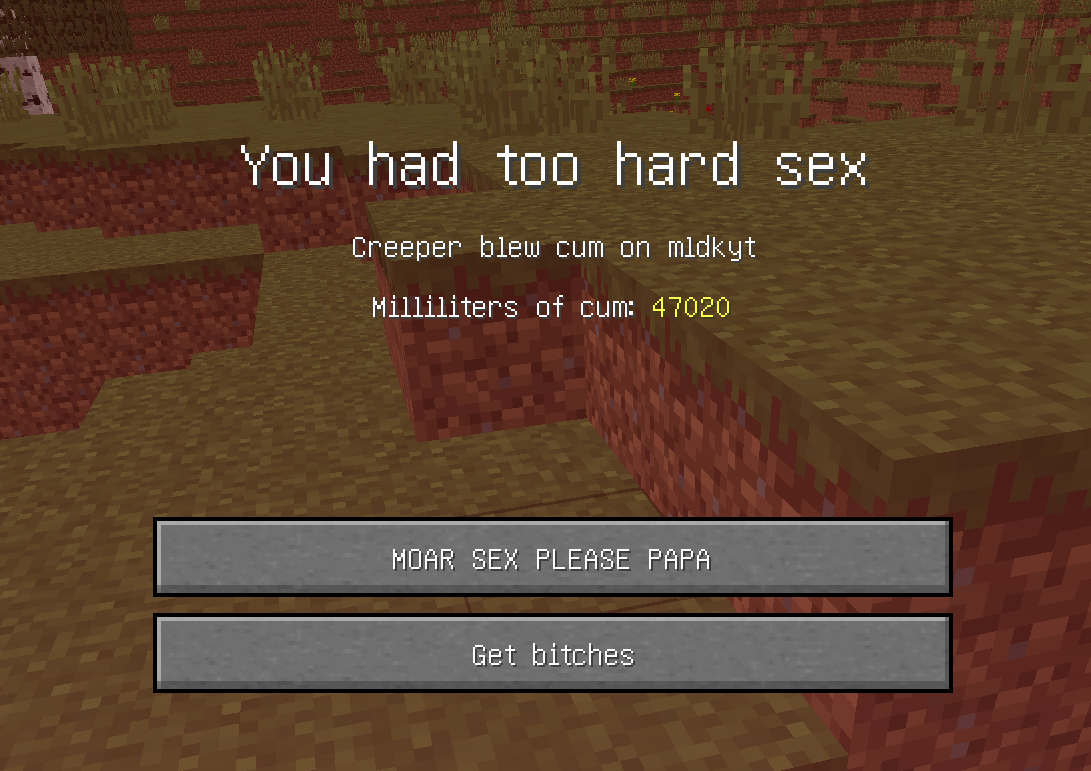 You had too hard sex
Creeper blew cum on mldkyt
Milliliters of cum: 47020
MOAR SEX PLEASE PAPA
Get bitches